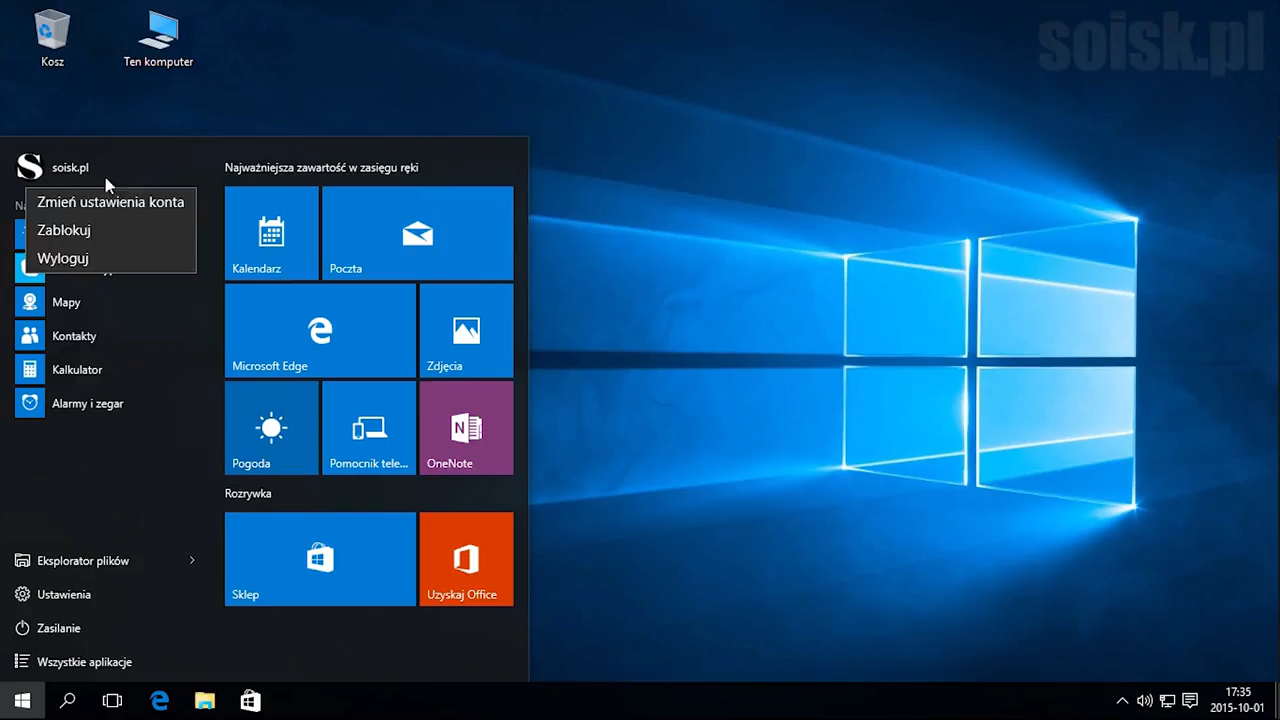 soisk.pl
Kosz
Ten komputer
soisk.pl
Zmień ustawienia konta
Zablokuj
Wyloguj
Mapy
Kontakty
Kalkulator
Alarmy i zegar
Eksplorator plików
Ustawienia
Zasilanie
Wszystkie aplikacje
Najważniejsza zawartość w zasięgu ręki
Kalendarz
Poczta
Microsoft Edge
Zdjęcia
Pogoda
Pomocnik tele...
OneNote
Rozrywka
Sklep
Uzyskaj Office
17:35
2015-10-01